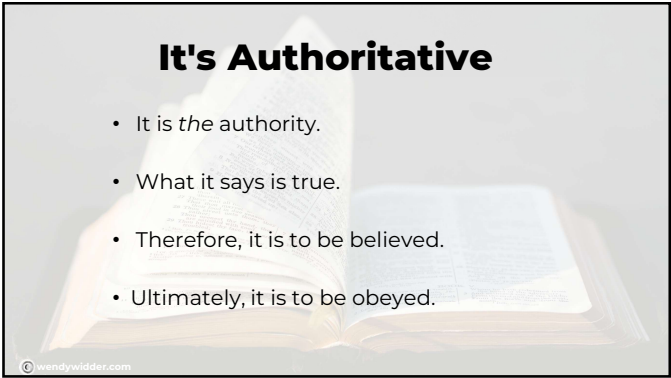 It's Authoritative
• It is the authority.
• What it says is true.
• Therefore, it is to be believed.
• Ultimately, it is to be obeyed.
© wendywidder.com